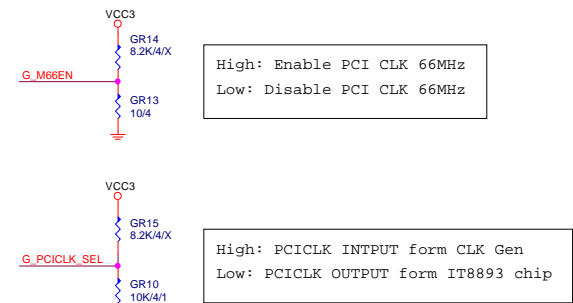 VCC3
GR14
8.2K/4/X
G_M66EN
GR13
10/4
High: Enable PCI CLK 66MHz
Low: Disable PCI CLK 66MHz
VCC3
GR15
8.2K/4/X
G_PCICLK_SEL
GR10
10K/4/1
High: PCICLK INTPUT form CLK Gen
Low: PCICLK OUTPUT form IT8893 chip